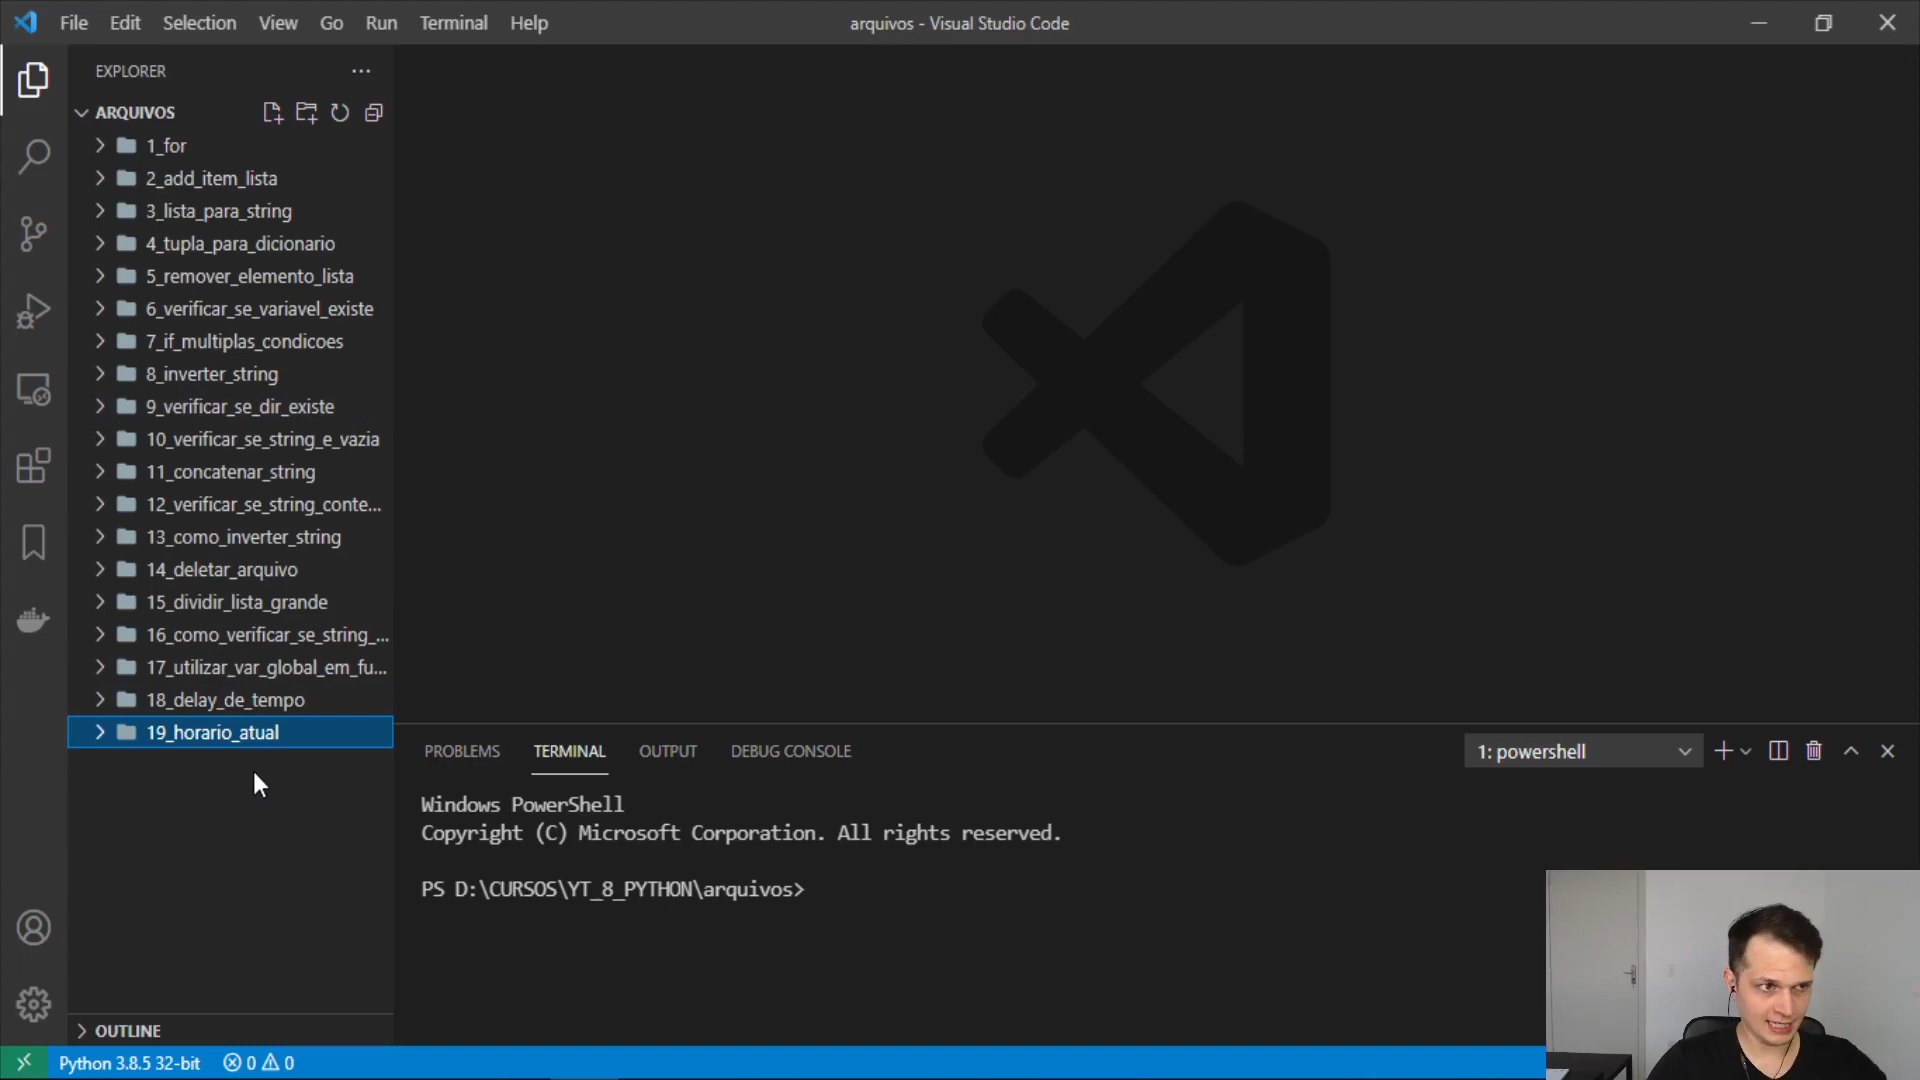 File Edit Selection View Go Run Terminal Help
arquivos - Visual Studio Code
EXPLORER
ARQUIVOS
1_for
2_add_item_lista
3_lista_para_string
4_tupla_para_dicionario
5_remover_elemento_lista
6_verificar_se_variavel_existe
7_if_multiplas_condicoes
8_inverter_string
9_verificar_se_dir_existe
10_verificar_se_string_e_vazia
11_concatenar_string
12_verificar_se_string_conte...
13_como_inverter_string
14_deletar_arquivo
15_dividir_lista_grande
16_como_verificar_se_string_...
17_utilizar_var_global_em_fu...
18_delay_de_tempo
19_horario_atual
OUTLINE
PROBLEMS TERMINAL OUTPUT DEBUG CONSOLE
1: powershell
Windows PowerShell
Copyright (C) Microsoft Corporation. All rights reserved.
PS D:\CURSOS\YT_8_PYTHON\arquivos>
Python 3.8.5 32-bit 0 0